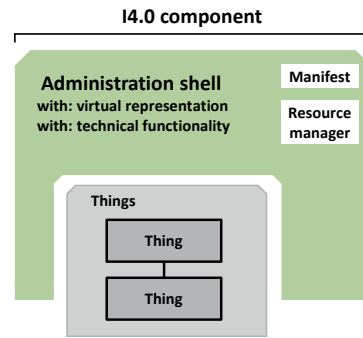 I4.0 component
Administration shell
with: virtual representation
with: technical functionality
Manifest
Resource
manager
Things
Thing
Thing